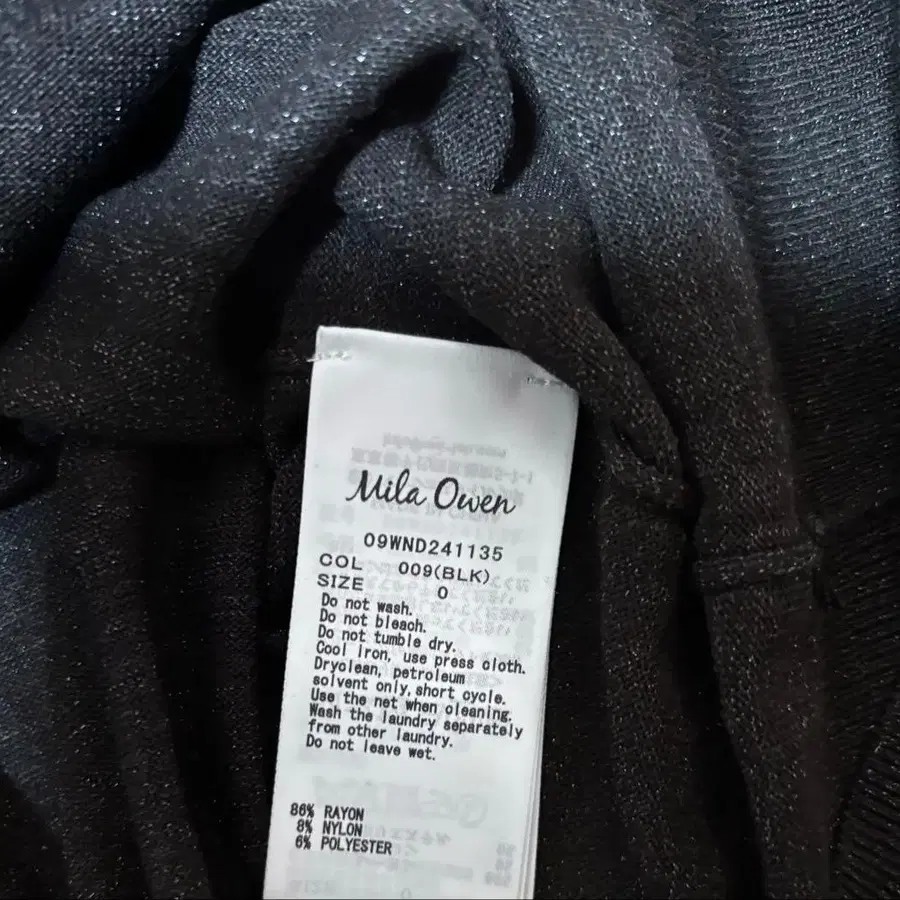 Mila Owen
09WND241135
COL 009(BLK)
SIZE 0
Do not wash.
Do not bleach.
Do not tumble dry.
Cool iron, use press cloth.
Dryclean, petroleum
solvent only, short cycle.
Use the net when cleaning.
Wash the laundry separately
from other laundry.
Do not leave wet.
86% RAYON
8% NYLON
6% POLYESTER